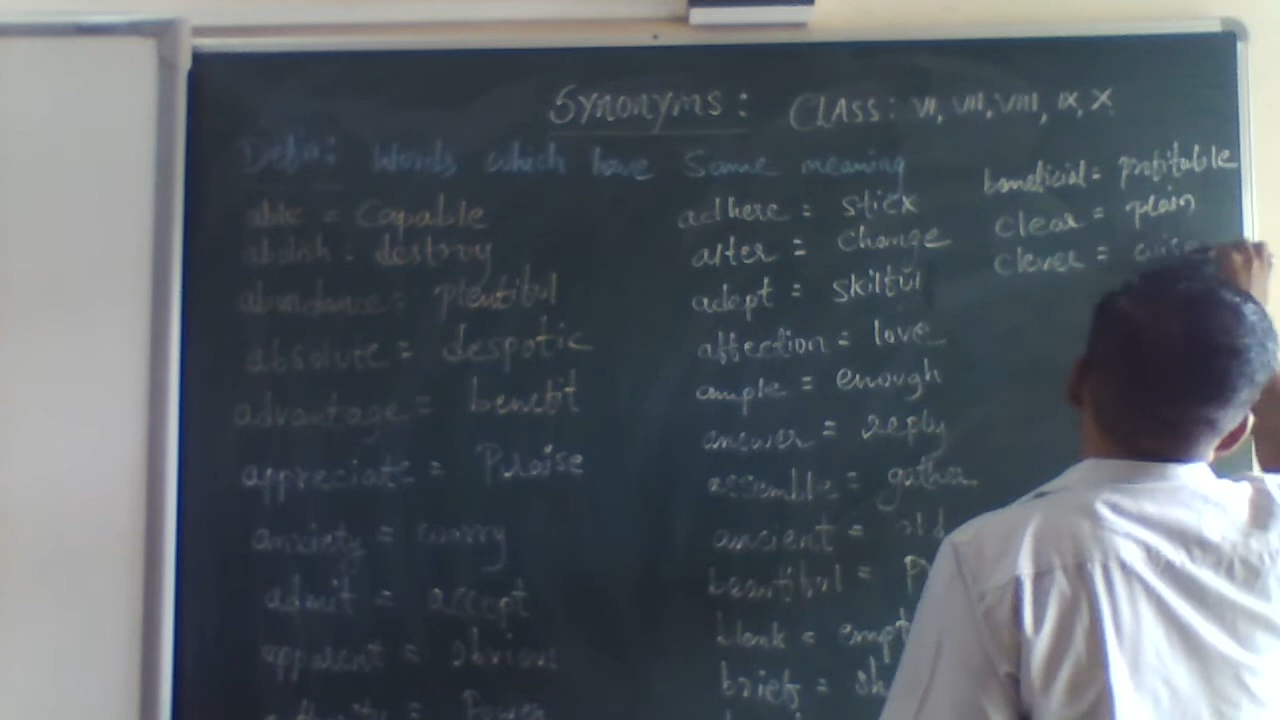 Synonyms: CLASS: VI, VII, VIII, IX, X
Defn: Words which have Same meaning
able = Capable
abolish = destroy
abundance = plentiful
absolute = despotic
advantage = benefit
appreciate = Praise
anxiety = worry
admit = accept
apparent = obvious
= Power
adhere = stick
alter = change
adept = skilful
affection = love
ample = enough
answer = reply
assemble = gather
ancient = old
beautiful =
blank = empt
brief = sh
beneficial = profitable
clear = plain
clever = wise